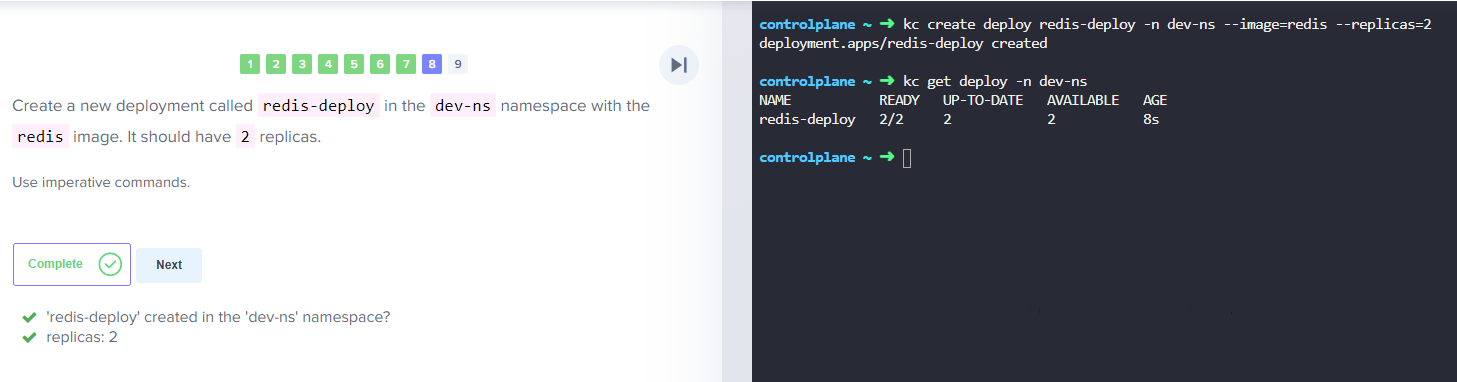 1 2 3 4 5 6 7 8 9
Create a new deployment called redis-deploy in the dev-ns namespace with the
redis image. It should have 2 replicas.
Use imperative commands.
Complete Next
'redis-deploy' created in the 'dev-ns' namespace?
replicas: 2
controlplane ~ ➜ kc create deploy redis-deploy -n dev-ns --image=redis --replicas=2
deployment.apps/redis-deploy created
controlplane ~ ➜ kc get deploy -n dev-ns
NAME READY UP-TO-DATE AVAILABLE AGE
redis-deploy 2/2 2 2 8s
controlplane ~ ➜